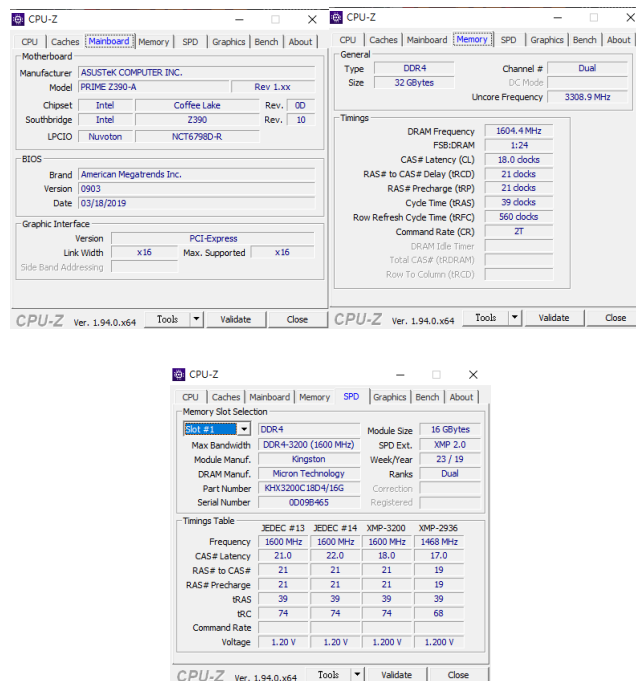 CPU-Z
CPU Caches Mainboard Memory SPD Graphics Bench About
Motherboard
Manufacturer ASUSTeK COMPUTER INC.
Model PRIME Z390-A Rev 1.xx
Chipset Intel Coffee Lake Rev. 0D
Southbridge Intel Z390 Rev. 10
LPCIO Nuvoton NCT6798D-R
BIOS
Brand American Megatrends Inc.
Version 0903
Date 03/18/2019
Graphic Interface
Version PCI-Express
Link Width x16 Max. Supported x16
Side Band Addressing
CPU-Z Ver. 1.94.0.x64 Tools Validate Close
CPU-Z
CPU Caches Mainboard Memory SPD Graphics Bench About
General
Type DDR4 Channel # Dual
Size 32 GBytes DC Mode
Uncore Frequency 3308.9 MHz
Timings
DRAM Frequency 1604.4 MHz
FSB:DRAM 1:24
CAS# Latency (CL) 18.0 clocks
RAS# to CAS# Delay (tRCD) 21 clocks
RAS# Precharge (tRP) 21 clocks
Cycle Time (tRAS) 39 clocks
Row Refresh Cycle Time (tRFC) 560 clocks
Command Rate (CR) 2T
DRAM Idle Timer
Total CAS# (tRDRAM)
Row To Column (tRCD)
CPU-Z Ver. 1.94.0.x64 Tools Validate Close
CPU-Z
CPU Caches Mainboard Memory SPD Graphics Bench About
Memory Slot Selection
Slot #1 DDR4 Module Size 16 GBytes
Max Bandwidth DDR4-3200 (1600 MHz) SPD Ext. XMP 2.0
Module Manuf. Kingston Week/Year 23 / 19
DRAM Manuf. Micron Technology Ranks Dual
Part Number KHX3200C18D4/16G Correction
Serial Number 0D09B465 Registered
Timings Table
JEDEC #13 JEDEC #14 XMP-3200 XMP-2936
Frequency 1600 MHz 1600 MHz 1600 MHz 1468 MHz
CAS# Latency 21.0 22.0 18.0 17.0
RAS# to CAS# 21 21 21 19
RAS# Precharge 21 21 21 19
tRAS 39 39 39 39
tRC 74 74 74 68
Command Rate
Voltage 1.20 V 1.20 V 1.200 V 1.200 V
CPU-Z Ver. 1.94.0.x64 Tools Validate Close